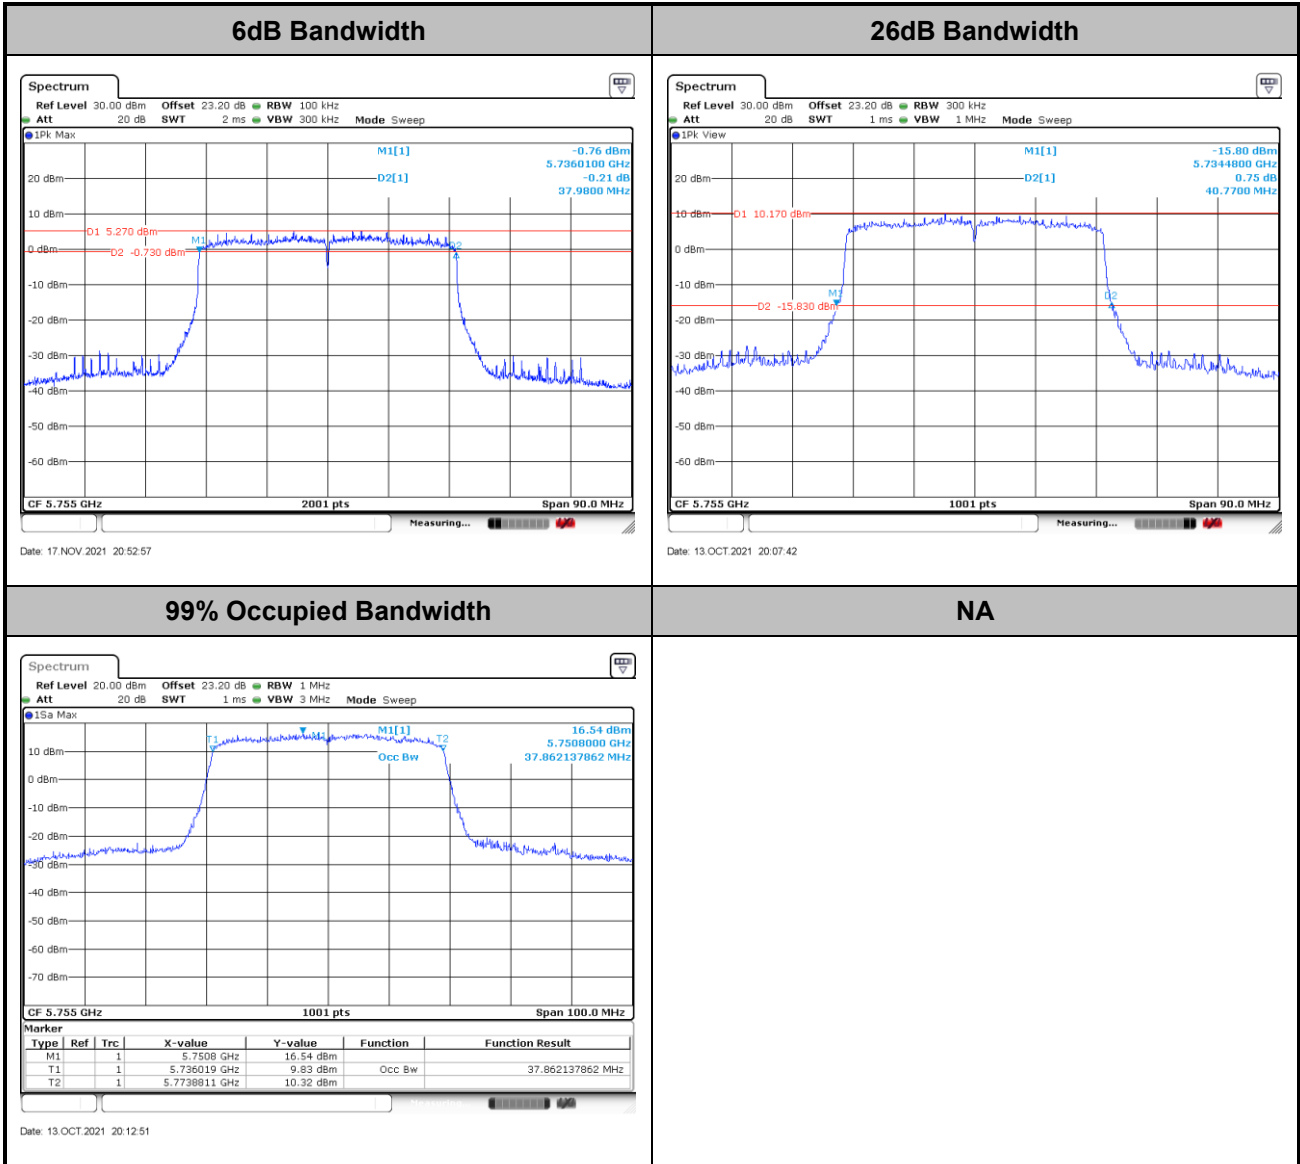 6dB Bandwidth
26dB Bandwidth
Spectrum
Ref Level 30.00 dBm Offset 23.20 dB RBW 100 kHz
Att 20 dB SWT 2 ms VBW 300 kHz Mode Sweep
1Pk Max
M1[1] -0.76 dBm
5.7360100 GHz
D2[1] -0.21 dB
37.9800 MHz
20 dBm
10 dBm
D1 5.270 dBm
M1
D2
0 dBm
D2 -0.730 dBm
-10 dBm
-20 dBm
-30 dBm
-40 dBm
-50 dBm
-60 dBm
CF 5.755 GHz 2001 pts Span 90.0 MHz
Measuring...
Date: 17.NOV.2021 20:52:57
Spectrum
Ref Level 30.00 dBm Offset 23.20 dB RBW 300 kHz
Att 20 dB SWT 1 ms VBW 1 MHz Mode Sweep
1Pk View
M1[1] -15.80 dBm
5.7344800 GHz
D2[1] 0.75 dB
40.7700 MHz
20 dBm
10 dBm
D1 10.170 dBm
0 dBm
-10 dBm
M1
D2
D2 -15.830 dBm
-20 dBm
-30 dBm
-40 dBm
-50 dBm
-60 dBm
CF 5.755 GHz 1001 pts Span 90.0 MHz
Measuring...
Date: 13.OCT.2021 20:07:42
99% Occupied Bandwidth
NA
Spectrum
Ref Level 20.00 dBm Offset 23.20 dB RBW 1 MHz
Att 20 dB SWT 1 ms VBW 3 MHz Mode Sweep
1Sa Max
M1[1] 16.54 dBm
5.7508000 GHz
Occ Bw 37.862137862 MHz
T1
M1
T2
10 dBm
0 dBm
-10 dBm
-20 dBm
-30 dBm
-40 dBm
-50 dBm
-60 dBm
-70 dBm
CF 5.755 GHz 1001 pts Span 100.0 MHz
Marker
Type Ref Trc X-value Y-value Function Function Result
M1 1 5.7508 GHz 16.54 dBm
T1 1 5.736019 GHz 9.83 dBm Occ Bw 37.862137862 MHz
T2 1 5.7738811 GHz 10.32 dBm
Date: 13.OCT.2021 20:12:51